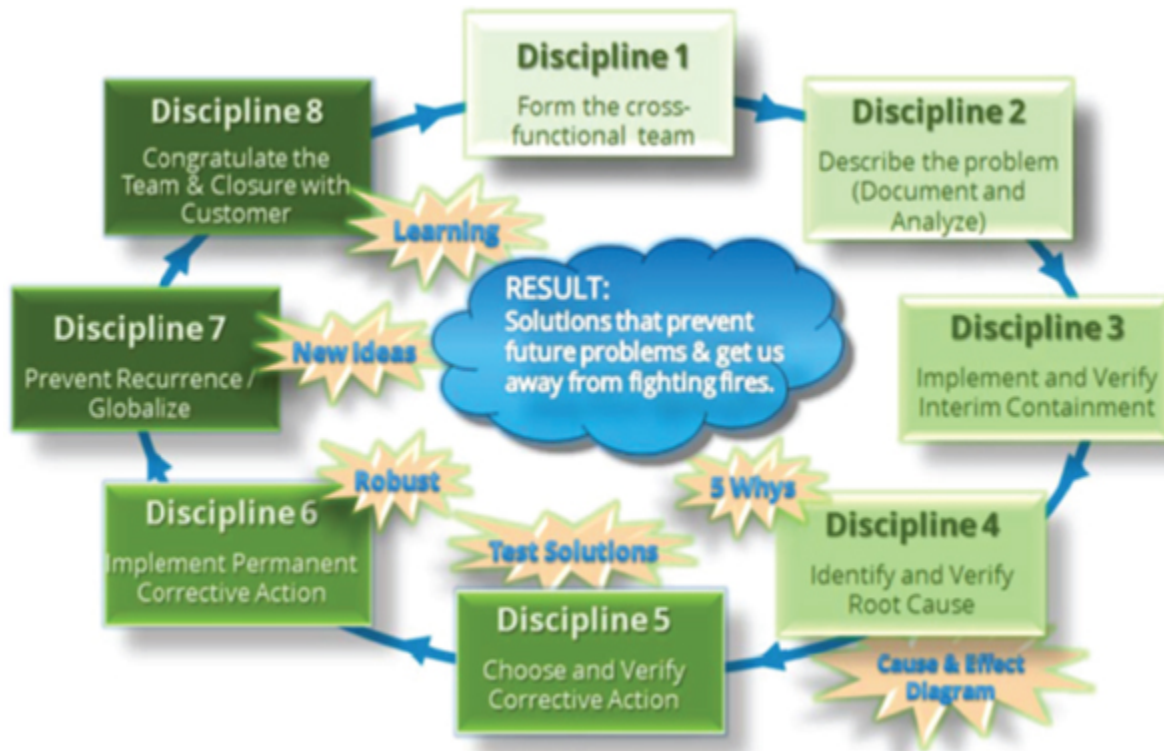 Discipline 1
Form the cross-
functional team
Discipline 2
Describe the problem
(Document and
Analyze)
Discipline 3
Implement and Verify
Interim Containment
Discipline 4
Identify and Verify
Root Cause
5 Whys
Cause & Effect
Diagram
Discipline 5
Choose and Verify
Corrective Action
Test Solutions
Discipline 6
Implement Permanent
Corrective Action
Robust
Discipline 7
Prevent Recurrence /
Globalize
New Ideas
Discipline 8
Congratulate the
Team & Closure with
Customer
Learning
RESULT:
Solutions that prevent
future problems & get us
away from fighting fires.